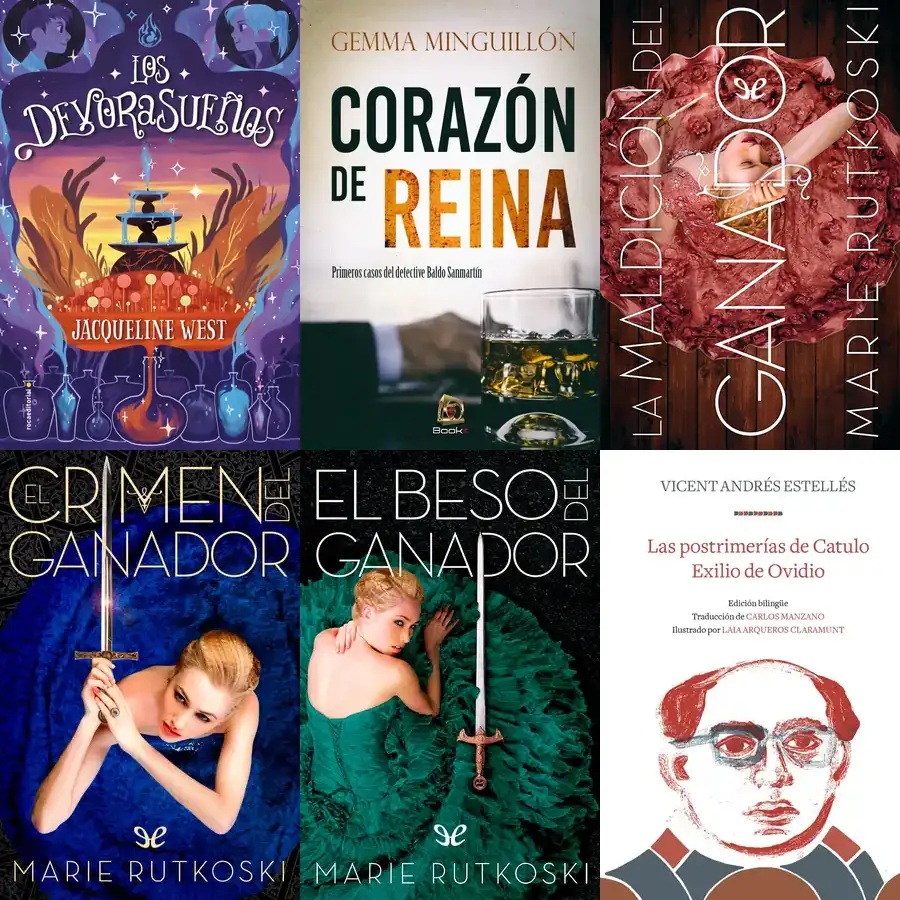 LOS
DEVORASUEÑOS
JACQUELINE WEST
rocaeditorial
GEMMA MINGUILLÓN
CORAZÓN
DE REINA
Primeros casos del detective Baldo Sanmartín
Book
LA MALDICIÓN DEL
GANADOR
MARIE RUTKOSKI
EL CRIMEN DEL
GANADOR
MARIE RUTKOSKI
EL BESO DEL
GANADOR
MARIE RUTKOSKI
VICENT ANDRÉS ESTELLÉS
Las postrimerías de Catulo
Exilio de Ovidio
Edición bilingüe
Traducción de CARLOS MANZANO
Ilustrado por LAIA ARQUEROS CLARAMUNT